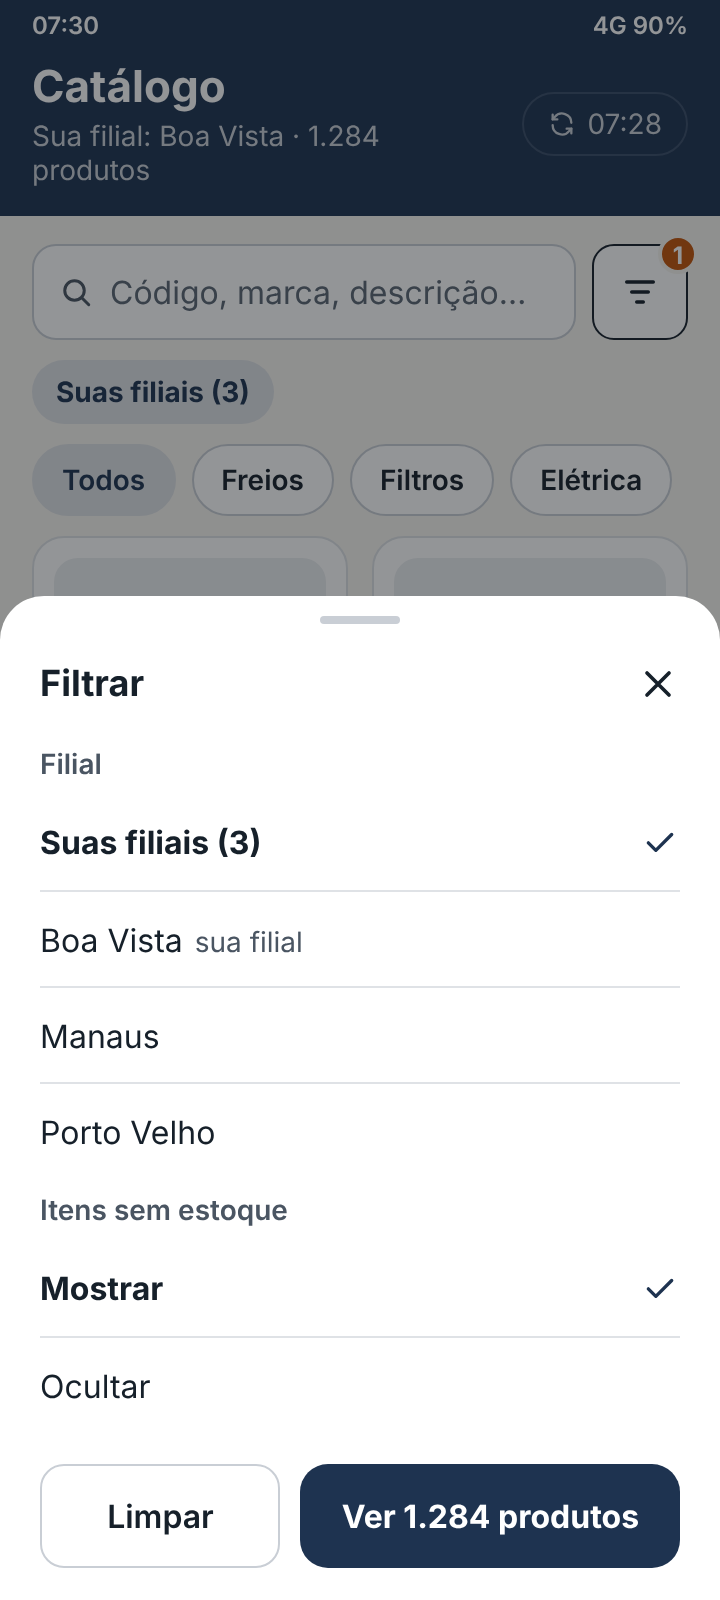 07:30
4G 90%
Catálogo
Sua filial: Boa Vista · 1.284
produtos
07:28
Código, marca, descrição...
1
Suas filiais (3)
Todos
Freios
Filtros
Elétrica
Filtrar
Filial
Suas filiais (3)
Boa Vista sua filial
Manaus
Porto Velho
Itens sem estoque
Mostrar
Ocultar
Limpar
Ver 1.284 produtos